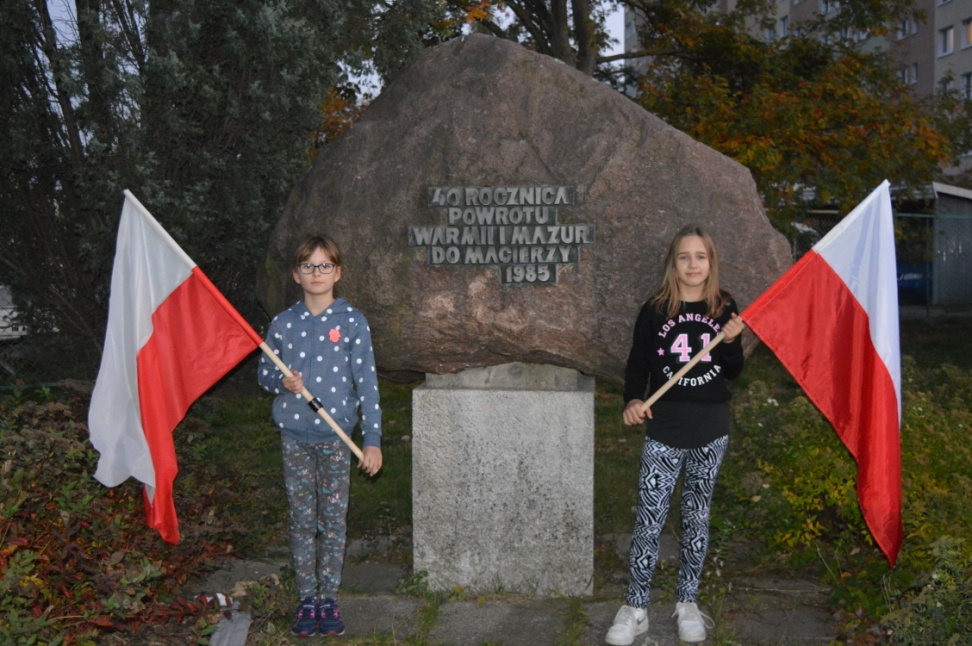 40 ROCZNICA
POWROTU
WARMII I MAZUR
DO MACIERZY
1985
LOS ANGELES
41
CALIFORNIA